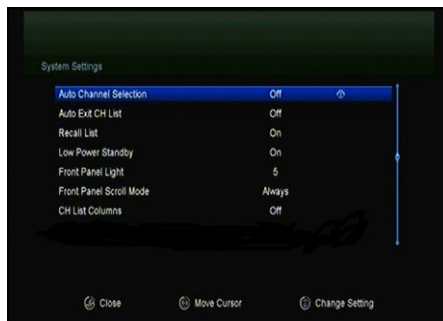 System Settings
Auto Channel Selection Off
Auto Exit CH List Off
Recall List On
Low Power Standby On
Front Panel Light 5
Front Panel Scroll Mode Always
CH List Columns Off
Close Move Cursor Change Setting